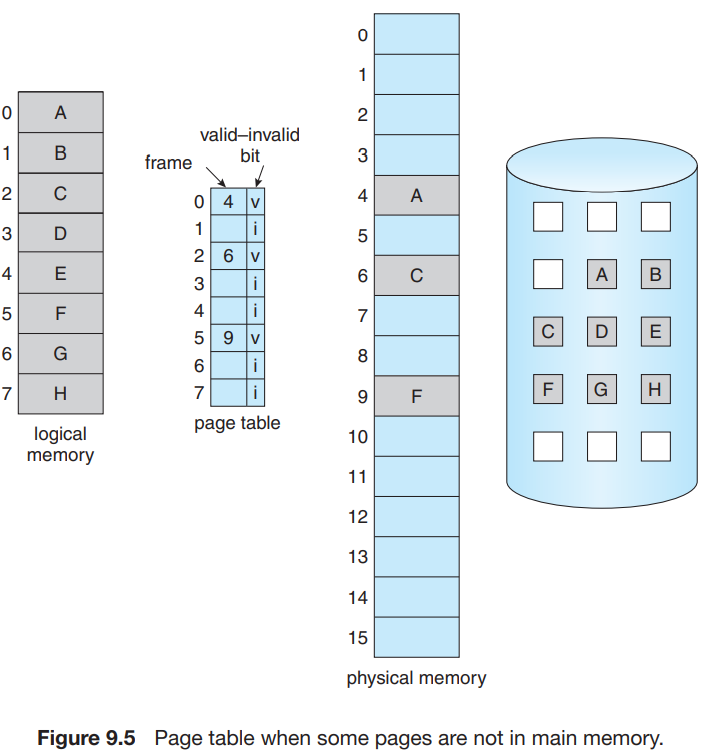 0 A
1 B
2 C
3 D
4 E
5 F
6 G
7 H
logical
memory
valid–invalid
bit
frame
0 4 v
1 i
2 6 v
3 i
4 i
5 9 v
6 i
7 i
page table
0
1
2
3
4 A
5
6 C
7
8
9 F
10
11
12
13
14
15
physical memory
A B
C D E
F G H
Figure 9.5 Page table when some pages are not in main memory.